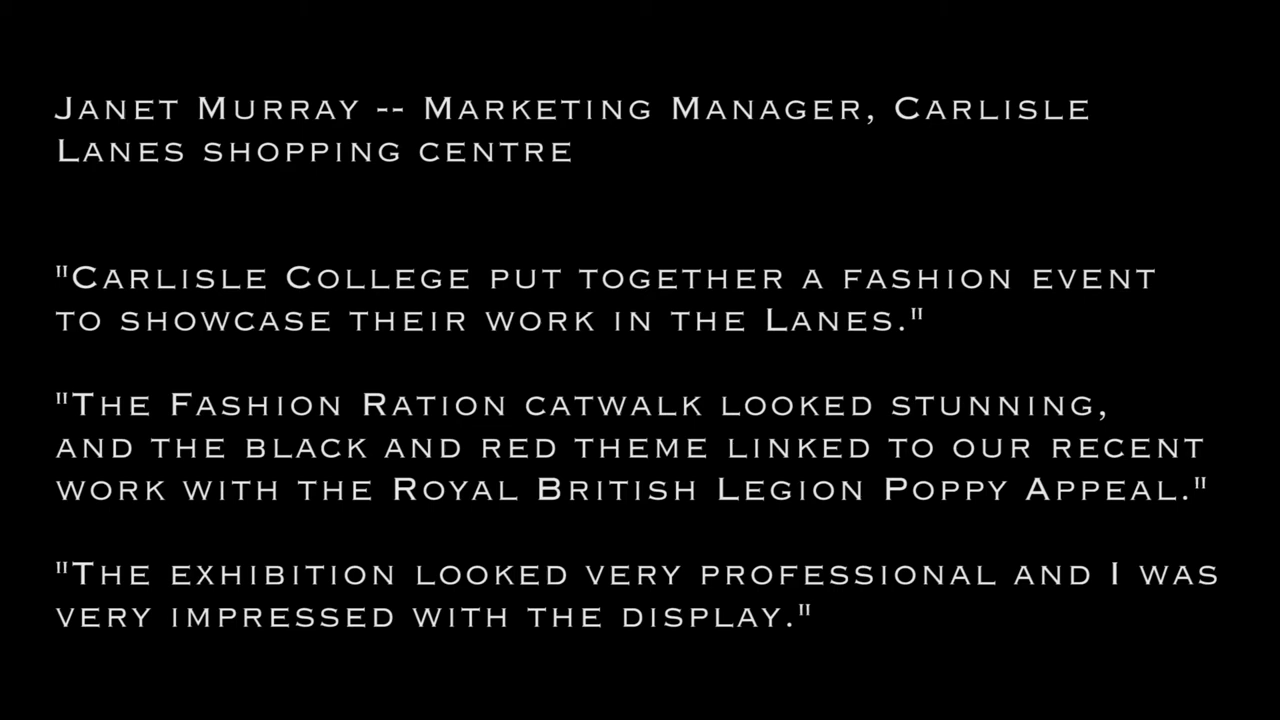 Janet Murray -- Marketing Manager, Carlisle
Lanes shopping centre
"Carlisle College put together a fashion event
to showcase their work in the Lanes."
"The Fashion Ration catwalk looked stunning,
and the black and red theme linked to our recent
work with the Royal British Legion Poppy Appeal."
"The exhibition looked very professional and I was
very impressed with the display."